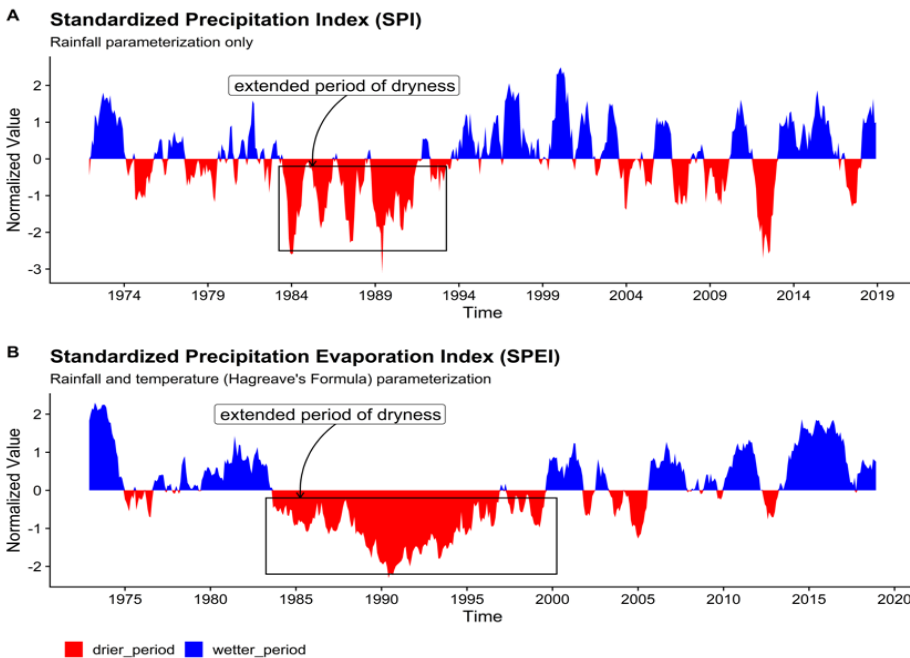 A
Standardized Precipitation Index (SPI)
Rainfall parameterization only
extended period of dryness
Normalized Value
2
1
0
-1
-2
-3
1974 1979 1984 1989 1994 1999 2004 2009 2014 2019
Time
B
Standardized Precipitation Evaporation Index (SPEI)
Rainfall and temperature (Hagreave's Formula) parameterization
extended period of dryness
Normalized Value
2
1
0
-1
-2
1975 1980 1985 1990 1995 2000 2005 2010 2015 2020
Time
drier_period wetter_period